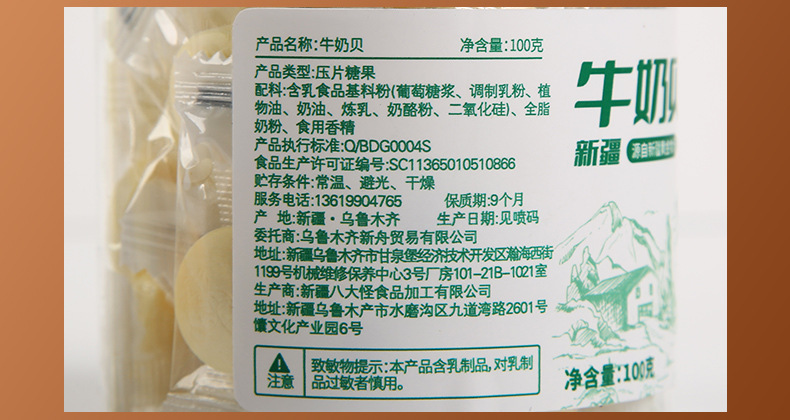 产品名称:牛奶贝 净含量:100克
产品类型:压片糖果
配料:含乳食品基料粉(葡萄糖浆、调制乳粉、植
物油、奶油、炼乳、奶酪粉、二氧化硅)、全脂
奶粉、食用香精
产品执行标准:Q/BDG0004S
食品生产许可证编号:SC11365010510866
贮存条件:常温、避光、干燥
服务电话:13619904765 保质期:9个月
产 地:新疆·乌鲁木齐 生产日期:见喷码
委托商:乌鲁木齐新舟贸易有限公司
地址:新疆乌鲁木齐市甘泉堡经济技术开发区瀚海西街
1199号机械维修保养中心3号厂房101-21B-1021室
生产商:新疆八大怪食品加工有限公司
地址:新疆乌鲁木产市水磨沟区九道湾路2601号
馕文化产业园6号
注意
致敏物提示:本产品含乳制品,对乳制
品过敏者慎用。
牛奶贝
新疆 源自新疆
净含量:100克